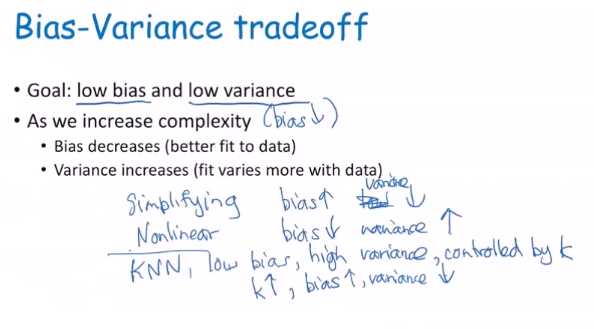 Bias-Variance tradeoff
• Goal: low bias and low variance
• As we increase complexity (bias↓)
• Bias decreases (better fit to data)
• Variance increases (fit varies more with data)
Simplifying bias↑ variance ↓
Nonlinear bias↓ variance ↑
KNN, low bias, high variance, controlled by k
k↑, bias↑, variance ↓